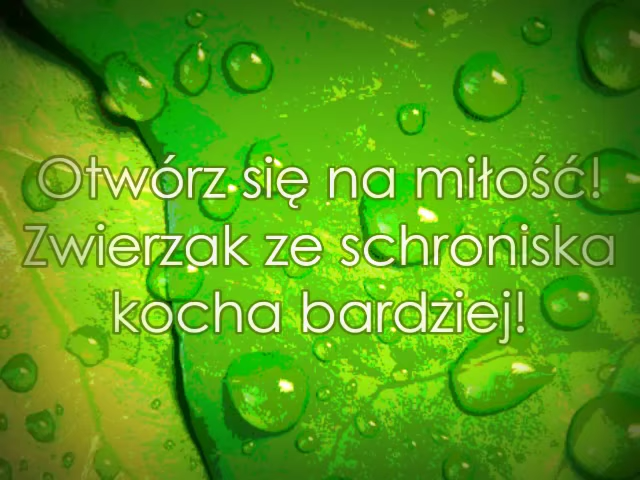 Otwórz się na miłość!
Zwierzak ze schroniska
kocha bardziej!